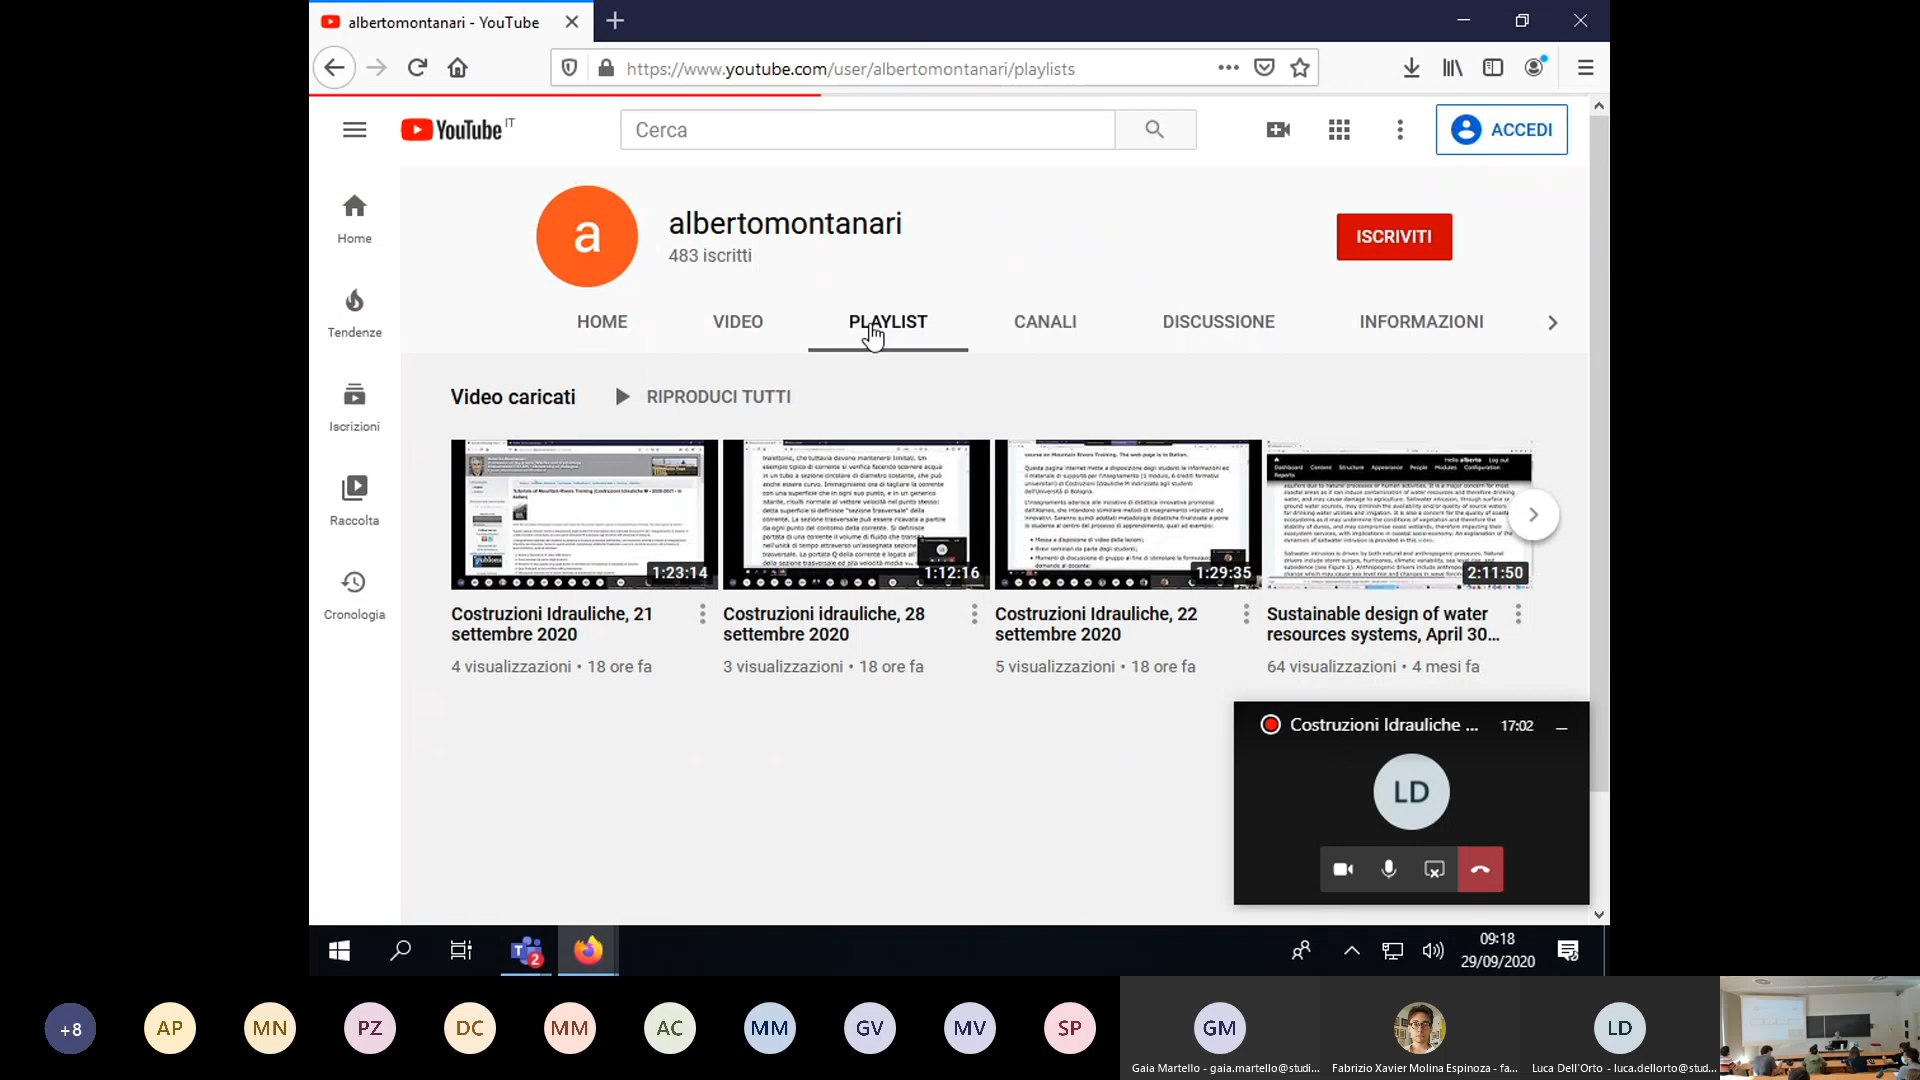 albertomontanari - YouTube
https://www.youtube.com/user/albertomontanari/playlists
YouTube IT
Cerca
ACCEDI
Home
Tendenze
Iscrizioni
Raccolta
Cronologia
a
albertomontanari
483 iscritti
ISCRIVITI
HOME VIDEO PLAYLIST CANALI DISCUSSIONE INFORMAZIONI
Video caricati RIPRODUCI TUTTI
1:23:14
Costruzioni Idrauliche, 21
settembre 2020
4 visualizzazioni • 18 ore fa
1:12:16
Costruzioni idrauliche, 28
settembre 2020
3 visualizzazioni • 18 ore fa
1:29:35
Costruzioni Idrauliche, 22
settembre 2020
5 visualizzazioni • 18 ore fa
2:11:50
Sustainable design of water
resources systems, April 30...
64 visualizzazioni • 4 mesi fa
Costruzioni Idrauliche ... 17:02
LD
2
09:18
29/09/2020
+8 AP MN PZ DC MM AC MM GV MV SP GM LD
Gaia Martello - gaia.martello@studi...
Fabrizio Xavier Molina Espinoza - fa...
Luca Dell'Orto - luca.dellorto@stud...